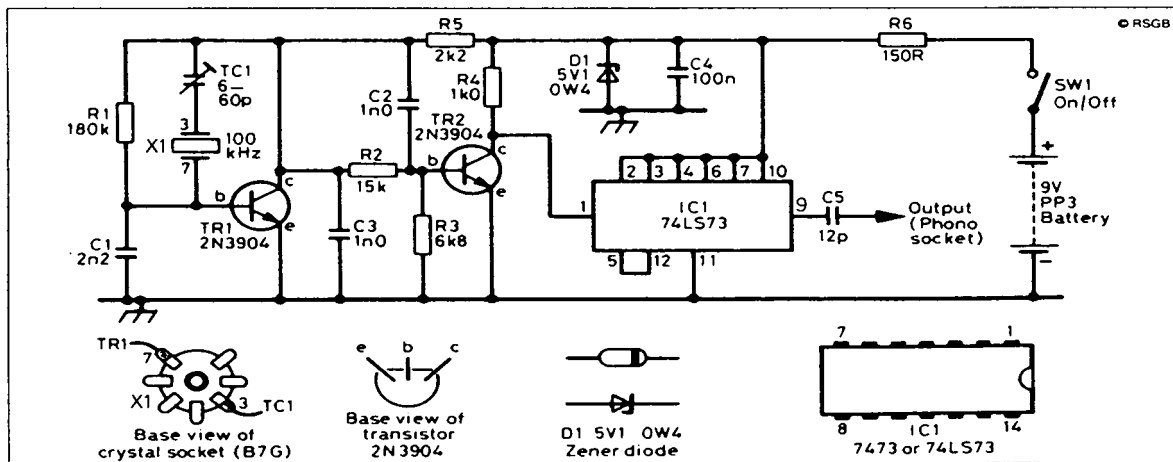 © RSGB
R5
2k2
R6
150R
TC1
6–
60p
R4
1k0
D1
5V1
0W4
C4
100n
SW1
On/Off
R1
180k
C2
1n0
TR2
2N3904
3
X1
100
kHz
7
b
c
e
R2
15k
b
c
e
2 3 4 6 7 10
+
9V
PP3
Battery
–
1
IC1
74LS73
9
C5
12p
Output
(Phono
socket)
TR1
2N3904
C1
2n2
C3
1n0
R3
6k8
5
12
11
TR1
7
X1
3
TC1
Base view of
crystal socket (B7G)
e b c
Base view of
transistor
2N3904
D1 5V1 0W4
Zener diode
7
1
8
14
IC1
7473 or 74LS73